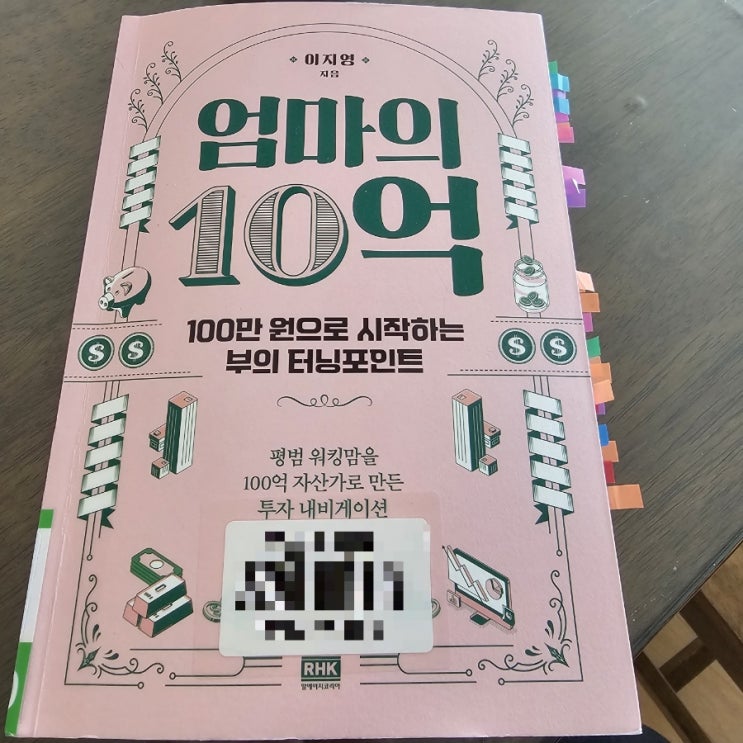 이지영
지음
엄마의
10억
100만 원으로 시작하는
부의 터닝포인트
$ $ $ $
평범 워킹맘을
100억 자산가로 만든
투자 내비게이션
RHK
알에이치코리아